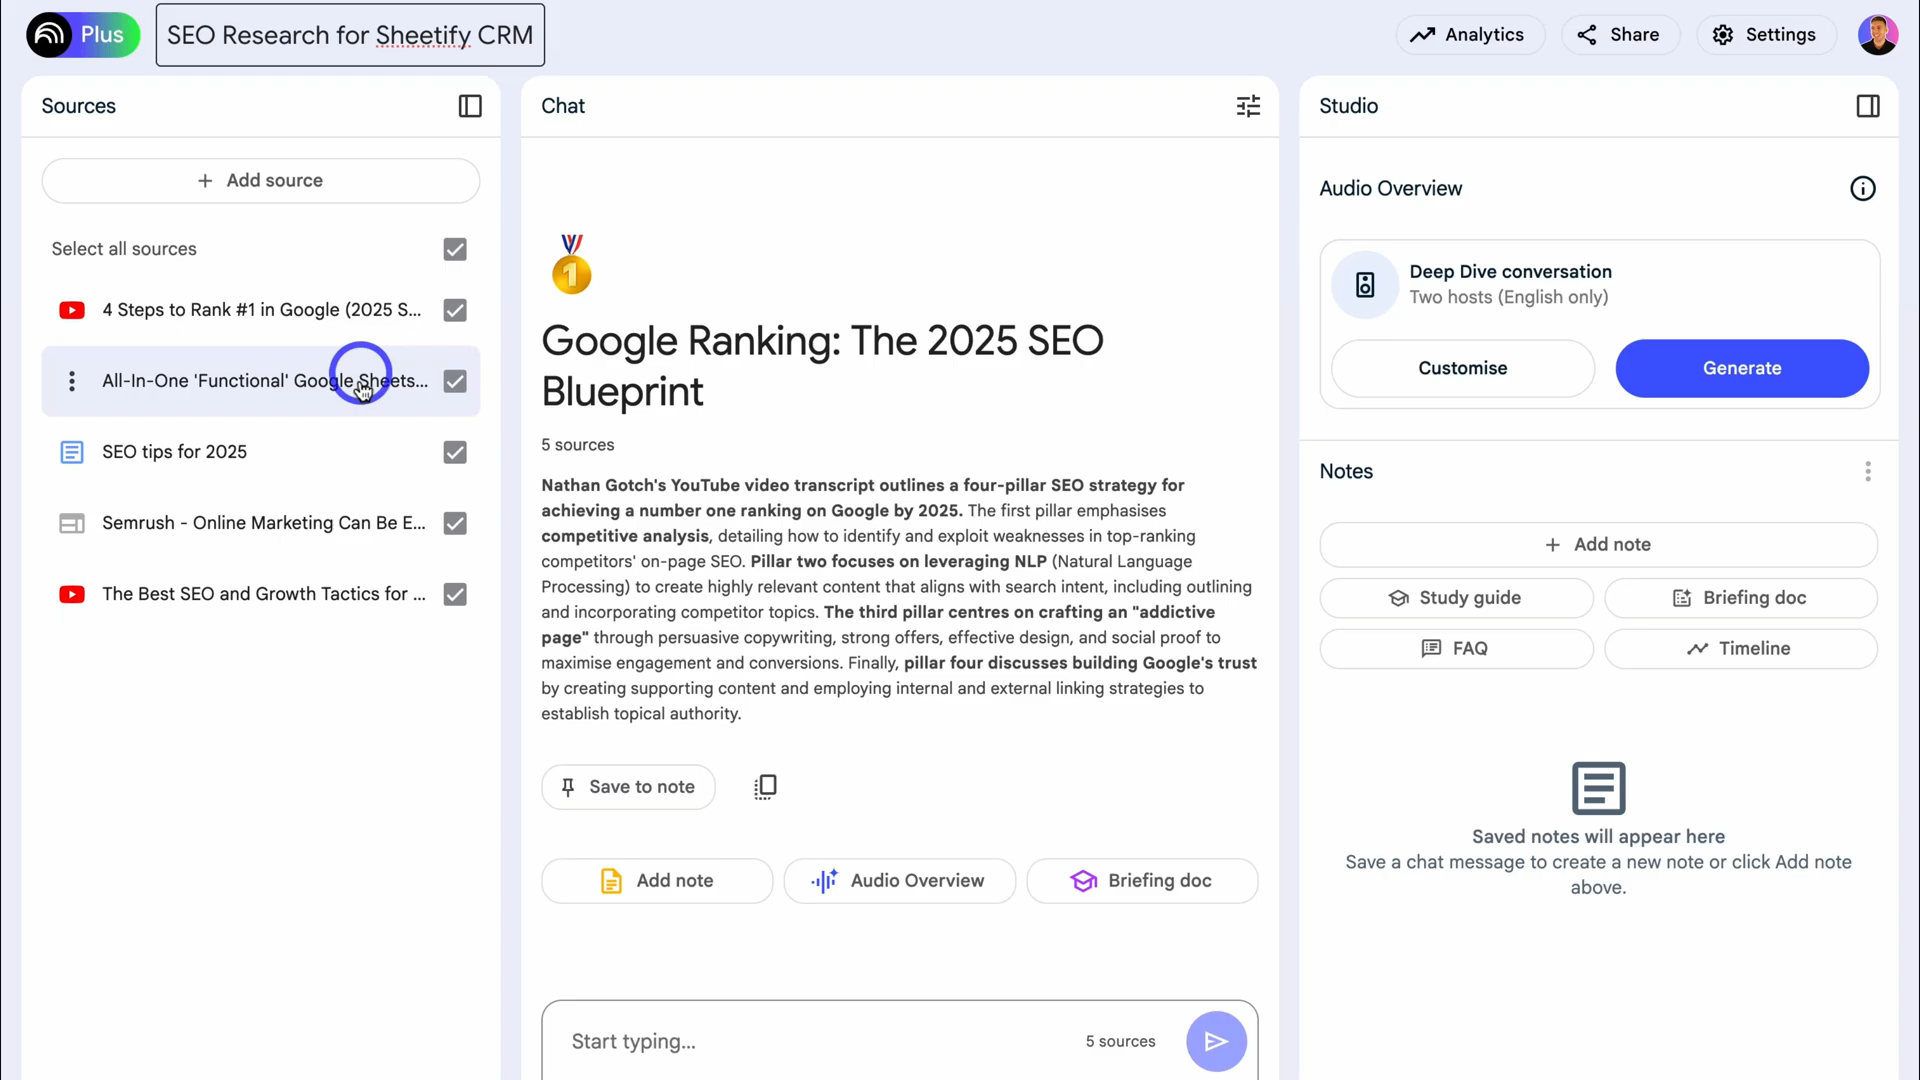 Plus
SEO Research for Sheetify CRM
Analytics
Share
Settings
Sources
+ Add source
Select all sources
4 Steps to Rank #1 in Google (2025 S...
All-In-One 'Functional' Google Sheets...
SEO tips for 2025
Semrush - Online Marketing Can Be E...
The Best SEO and Growth Tactics for ...
Chat
1
Google Ranking: The 2025 SEO
Blueprint
5 sources
Nathan Gotch's YouTube video transcript outlines a four-pillar SEO strategy for
achieving a number one ranking on Google by 2025. The first pillar emphasises
competitive analysis, detailing how to identify and exploit weaknesses in top-ranking
competitors' on-page SEO. Pillar two focuses on leveraging NLP (Natural Language
Processing) to create highly relevant content that aligns with search intent, including outlining
and incorporating competitor topics. The third pillar centres on crafting an "addictive
page" through persuasive copywriting, strong offers, effective design, and social proof to
maximise engagement and conversions. Finally, pillar four discusses building Google's trust
by creating supporting content and employing internal and external linking strategies to
establish topical authority.
Save to note
Add note
Audio Overview
Briefing doc
Start typing...
5 sources
Studio
Audio Overview
Deep Dive conversation
Two hosts (English only)
Customise
Generate
Notes
+ Add note
Study guide
Briefing doc
FAQ
Timeline
Saved notes will appear here
Save a chat message to create a new note or click Add note
above.